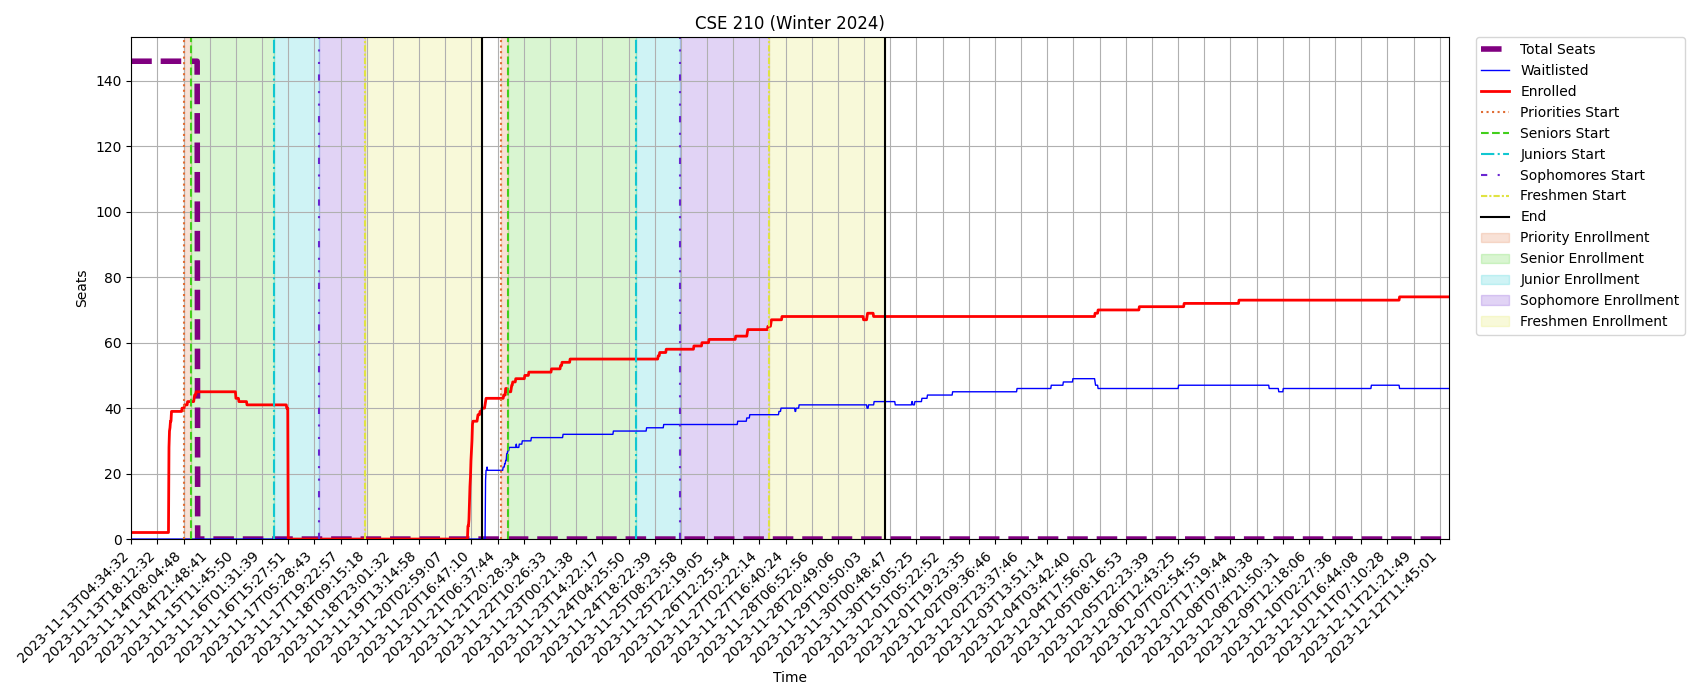 CSE 210 (Winter 2024)
Total Seats
Waitlisted
Enrolled
Priorities Start
Seniors Start
Juniors Start
Sophomores Start
Freshmen Start
End
Priority Enrollment
Senior Enrollment
Junior Enrollment
Sophomore Enrollment
Freshmen Enrollment
Seats
140
120
100
80
60
40
20
0
2023-11-13T04:34:32
2023-11-13T18:12:32
2023-11-14T08:04:48
2023-11-14T21:48:41
2023-11-15T11:45:50
2023-11-16T01:31:39
2023-11-16T15:27:51
2023-11-17T05:28:43
2023-11-17T19:22:57
2023-11-18T09:15:18
2023-11-18T23:01:32
2023-11-19T13:14:58
2023-11-20T02:59:07
2023-11-20T16:47:10
2023-11-21T06:37:44
2023-11-21T20:28:34
2023-11-22T10:26:33
2023-11-23T00:21:38
2023-11-23T14:22:17
2023-11-24T04:25:50
2023-11-24T18:22:39
2023-11-25T08:23:58
2023-11-25T22:19:05
2023-11-26T12:25:54
2023-11-27T02:22:14
2023-11-27T16:40:24
2023-11-28T06:52:56
2023-11-28T20:49:06
2023-11-29T10:50:03
2023-11-30T00:48:47
2023-11-30T15:05:25
2023-12-01T05:22:52
2023-12-01T19:23:35
2023-12-02T09:36:46
2023-12-02T23:37:46
2023-12-03T13:51:14
2023-12-04T03:42:40
2023-12-04T17:56:02
2023-12-05T08:16:53
2023-12-05T22:23:39
2023-12-06T12:43:25
2023-12-07T02:54:55
2023-12-07T17:19:44
2023-12-08T07:40:38
2023-12-08T21:50:31
2023-12-09T12:18:06
2023-12-10T02:27:36
2023-12-10T16:44:08
2023-12-11T07:10:28
2023-12-11T21:21:49
2023-12-12T11:45:01
Time